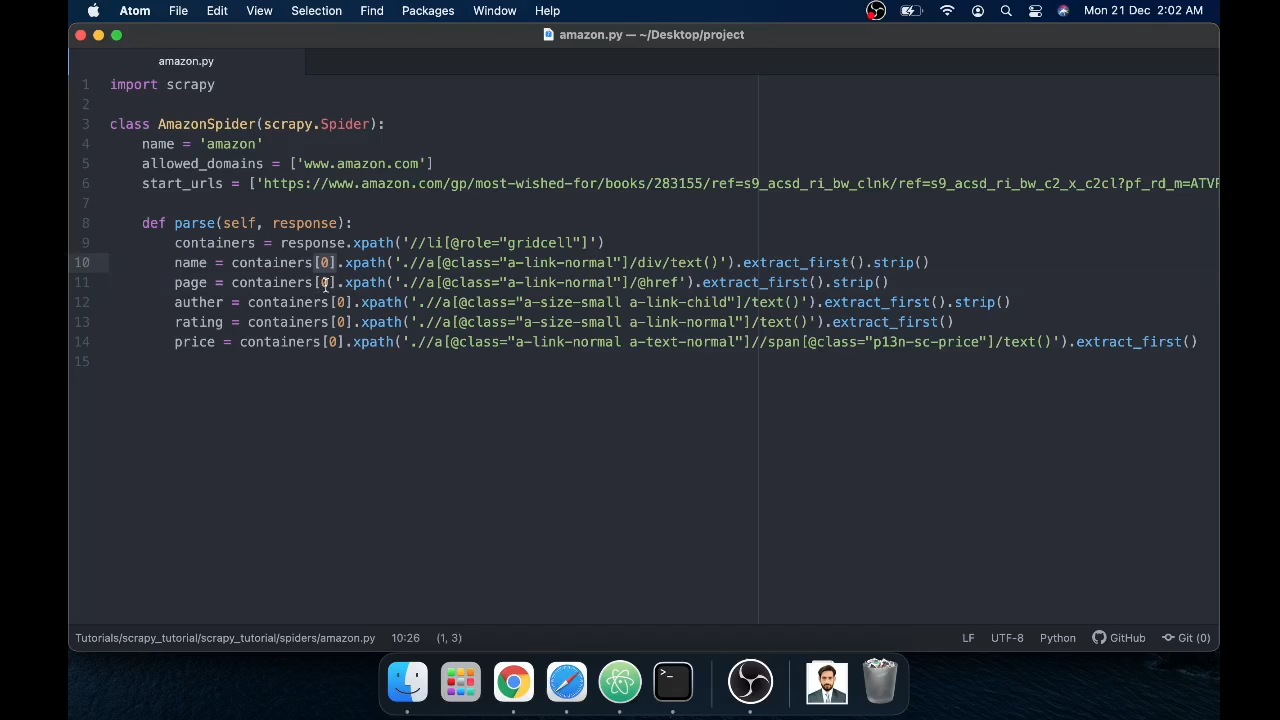 Atom File Edit View Selection Find Packages Window Help Mon 21 Dec 2:02 AM
amazon.py — ~/Desktop/project
amazon.py
1 import scrapy
2
3 class AmazonSpider(scrapy.Spider):
4 name = 'amazon'
5 allowed_domains = ['www.amazon.com']
6 start_urls = ['https://www.amazon.com/gp/most-wished-for/books/283155/ref=s9_acsd_ri_bw_clnk/ref=s9_acsd_ri_bw_c2_x_c2cl?pf_rd_m=ATVP
7
8 def parse(self, response):
9 containers = response.xpath('//li[@role="gridcell"]')
10 name = containers[0].xpath('.//a[@class="a-link-normal"]/div/text()').extract_first().strip()
11 page = containers[0].xpath('.//a[@class="a-link-normal"]/@href').extract_first().strip()
12 auther = containers[0].xpath('.//a[@class="a-size-small a-link-child"]/text()').extract_first().strip()
13 rating = containers[0].xpath('.//a[@class="a-size-small a-link-normal"]/text()').extract_first()
14 price = containers[0].xpath('.//a[@class="a-link-normal a-text-normal"]//span[@class="p13n-sc-price"]/text()').extract_first()
15
Tutorials/scrapy_tutorial/scrapy_tutorial/spiders/amazon.py 10:26 (1, 3) LF UTF-8 Python GitHub Git (0)